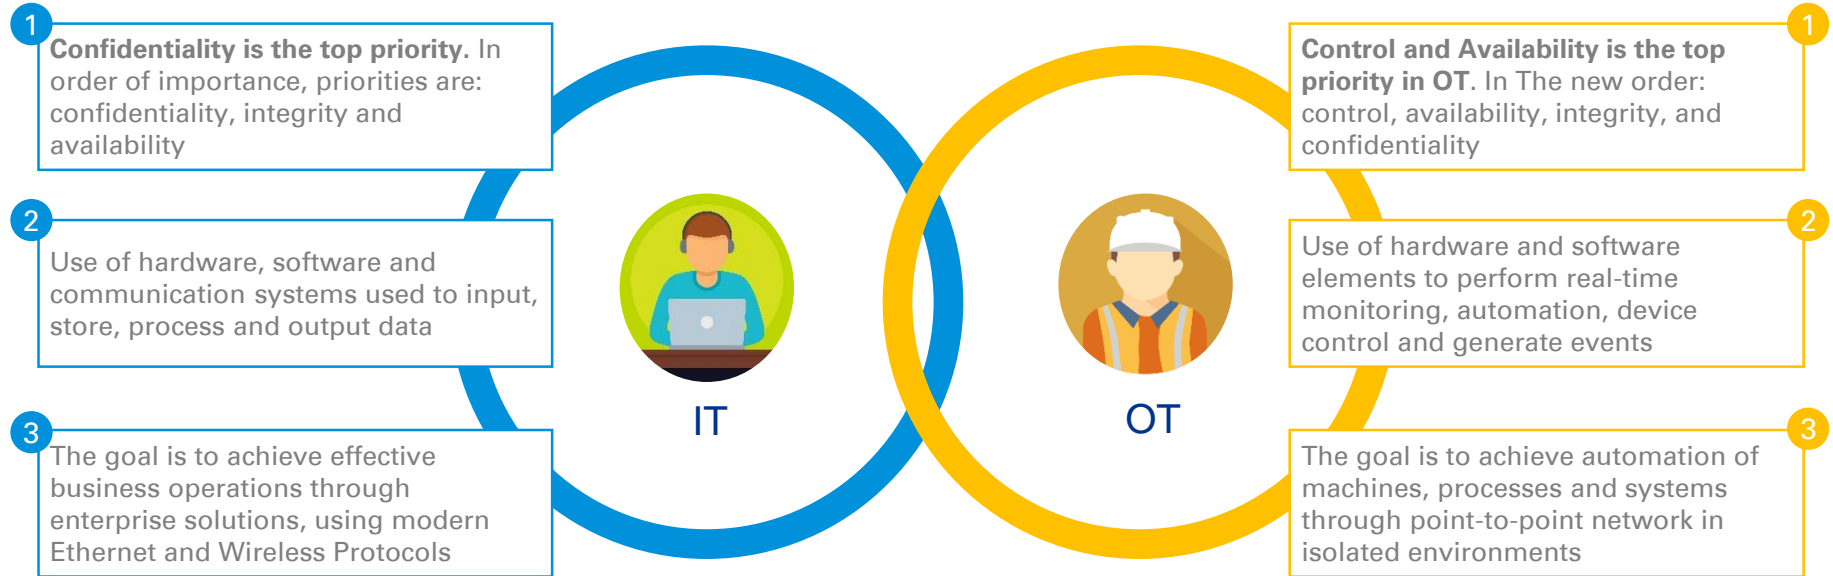 1
Confidentiality is the top priority. In
order of importance, priorities are:
confidentiality, integrity and
availability
2
Use of hardware, software and
communication systems used to input,
store, process and output data
3
The goal is to achieve effective
business operations through
enterprise solutions, using modern
Ethernet and Wireless Protocols
IT
OT
1
Control and Availability is the top
priority in OT. In The new order:
control, availability, integrity, and
confidentiality
2
Use of hardware and software
elements to perform real-time
monitoring, automation, device
control and generate events
3
The goal is to achieve automation of
machines, processes and systems
through point-to-point network in
isolated environments